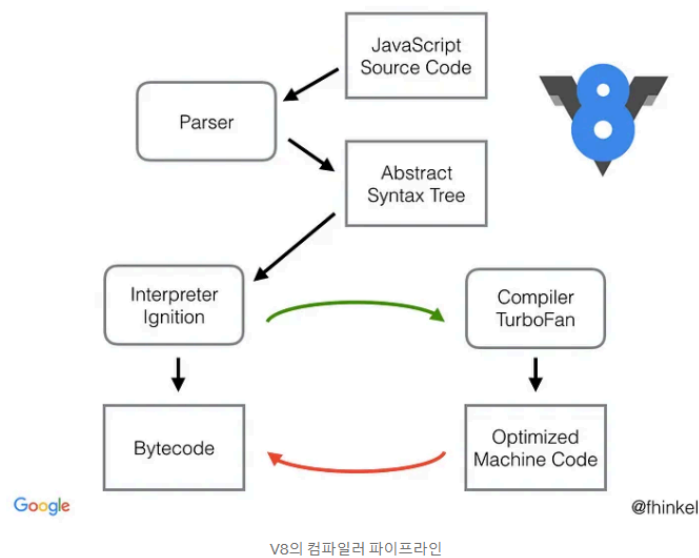 JavaScript
Source Code
Parser
Abstract
Syntax Tree
Interpreter
Ignition
Compiler
TurboFan
Bytecode
Optimized
Machine Code
Google
@fhinkel
V8의 컴파일러 파이프라인